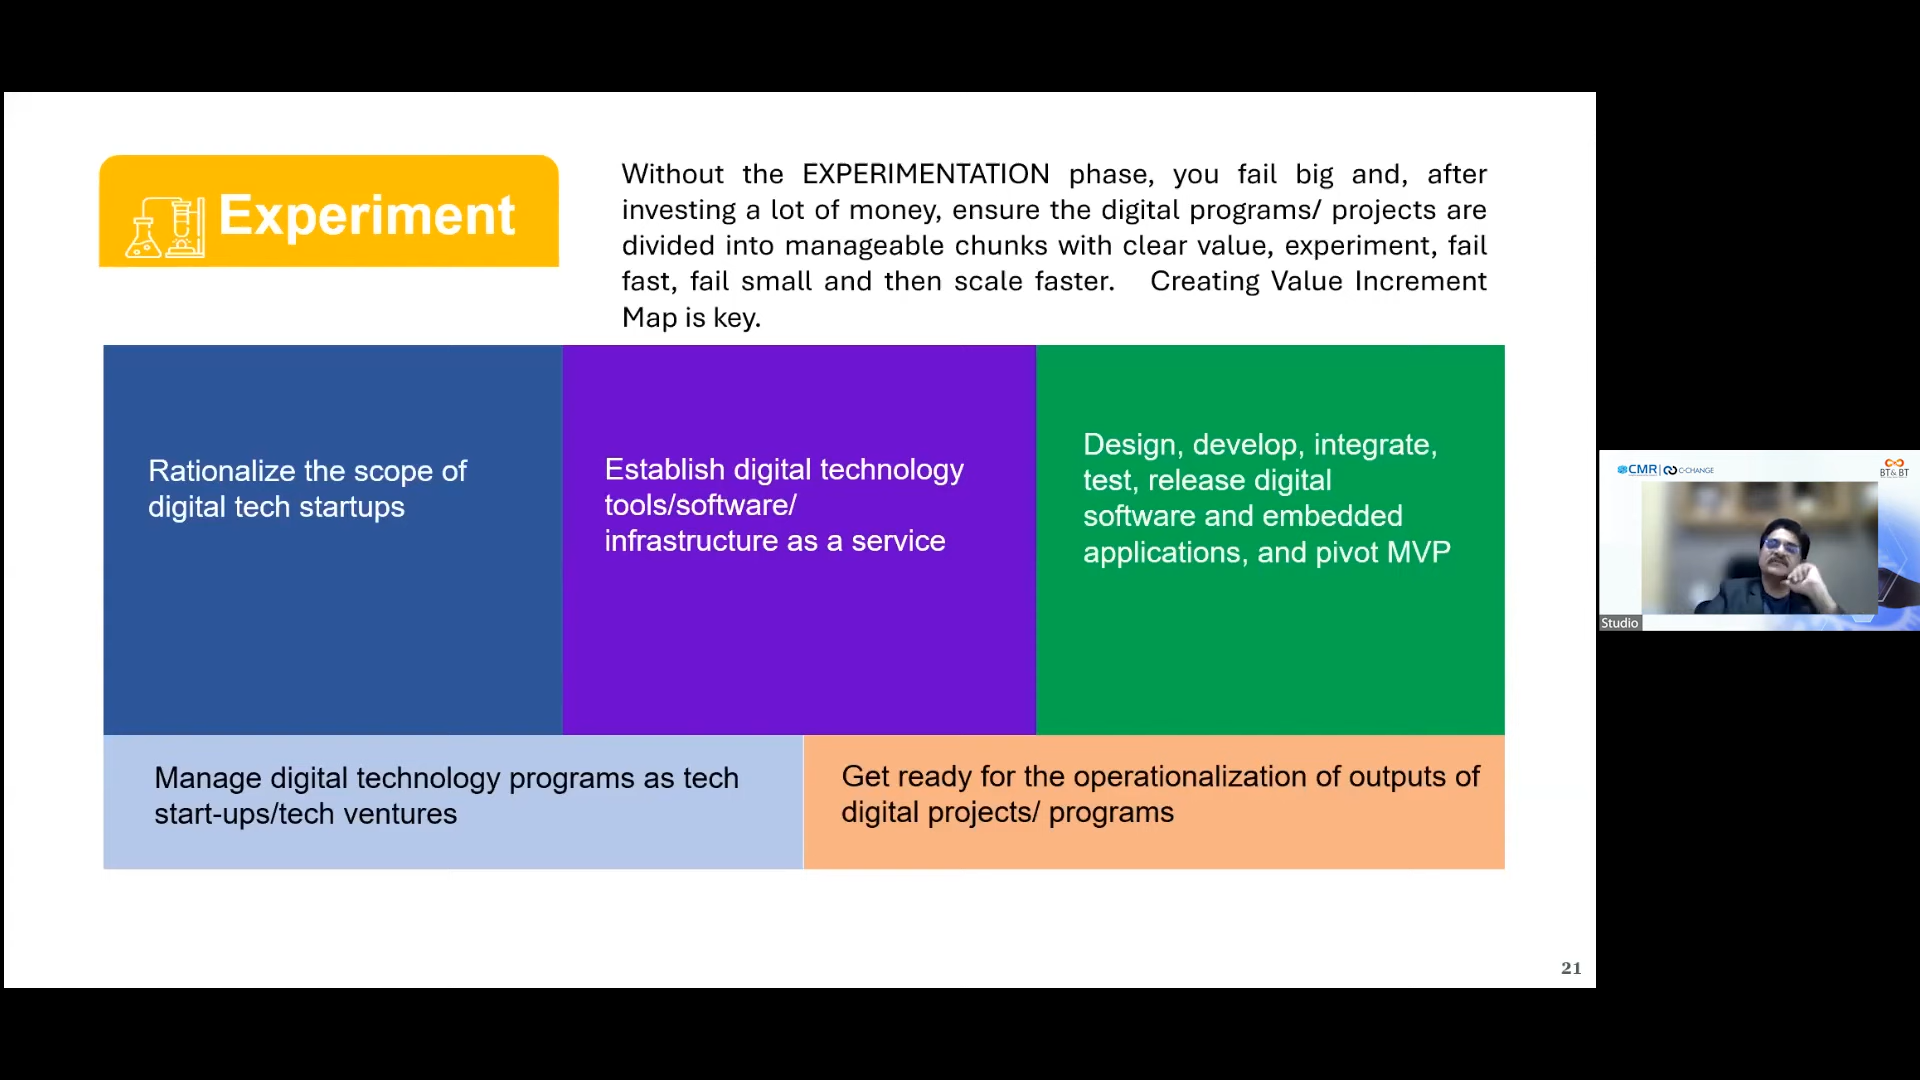 Experiment
Without the EXPERIMENTATION phase, you fail big and, after
investing a lot of money, ensure the digital programs/ projects are
divided into manageable chunks with clear value, experiment, fail
fast, fail small and then scale faster. Creating Value Increment
Map is key.
Rationalize the scope of
digital tech startups
Establish digital technology
tools/software/
infrastructure as a service
Design, develop, integrate,
test, release digital
software and embedded
applications, and pivot MVP
Manage digital technology programs as tech
start-ups/tech ventures
Get ready for the operationalization of outputs of
digital projects/ programs
21
CMR | C-CHANGE
BT& BT
Studio